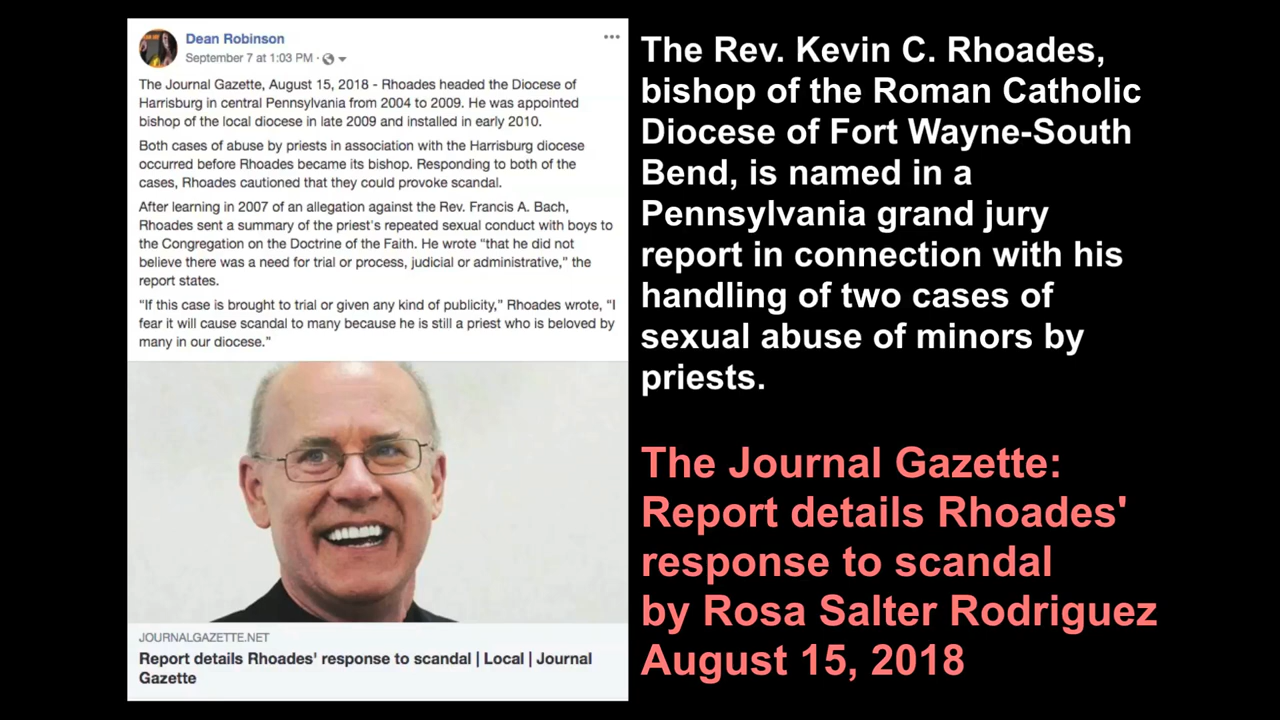 Dean Robinson
September 7 at 1:03 PM ·
The Journal Gazette, August 15, 2018 - Rhoades headed the Diocese of
Harrisburg in central Pennsylvania from 2004 to 2009. He was appointed
bishop of the local diocese in late 2009 and installed in early 2010.
Both cases of abuse by priests in association with the Harrisburg diocese
occurred before Rhoades became its bishop. Responding to both of the
cases, Rhoades cautioned that they could provoke scandal.
After learning in 2007 of an allegation against the Rev. Francis A. Bach,
Rhoades sent a summary of the priest's repeated sexual conduct with boys to
the Congregation on the Doctrine of the Faith. He wrote "that he did not
believe there was a need for trial or process, judicial or administrative," the
report states.
"If this case is brought to trial or given any kind of publicity," Rhoades wrote, "I
fear it will cause scandal to many because he is still a priest who is beloved by
many in our diocese."
JOURNALGAZETTE.NET
Report details Rhoades' response to scandal | Local | Journal
Gazette
The Rev. Kevin C. Rhoades,
bishop of the Roman Catholic
Diocese of Fort Wayne-South
Bend, is named in a
Pennsylvania grand jury
report in connection with his
handling of two cases of
sexual abuse of minors by
priests.
The Journal Gazette:
Report details Rhoades'
response to scandal
by Rosa Salter Rodriguez
August 15, 2018